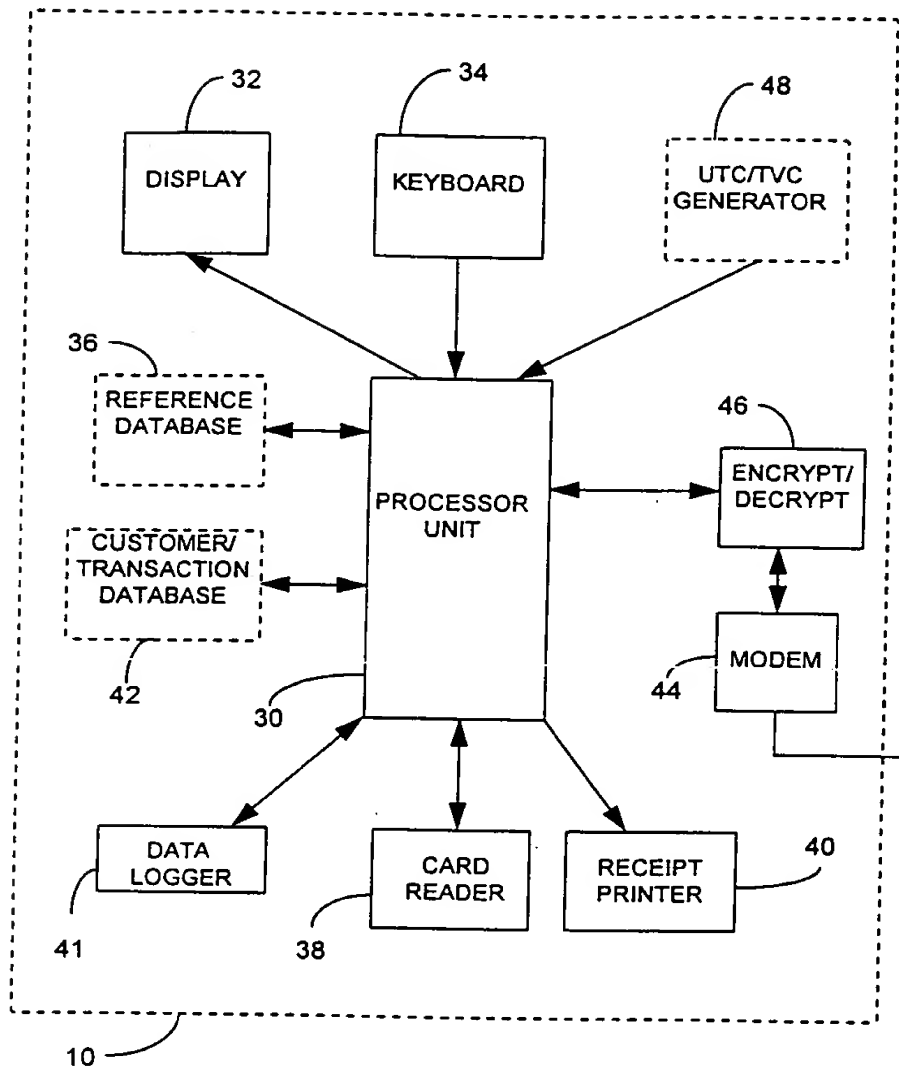 32
34
48
DISPLAY
KEYBOARD
UTC/TVC
GENERATOR
36
REFERENCE
DATABASE
46
ENCRYPT/
DECRYPT
PROCESSOR
UNIT
CUSTOMER/
TRANSACTION
DATABASE
42
30
MODEM
44
DATA
LOGGER
41
CARD
READER
38
RECEIPT
PRINTER
40
10